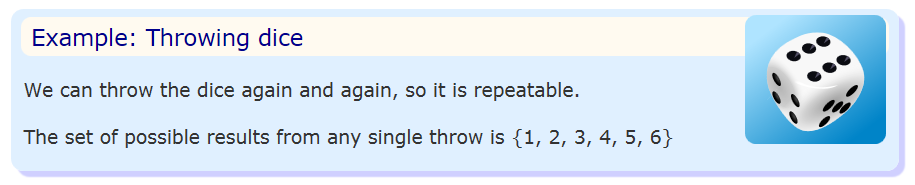 Example: Throwing dice
We can throw the dice again and again, so it is repeatable.
The set of possible results from any single throw is {1, 2, 3, 4, 5, 6}